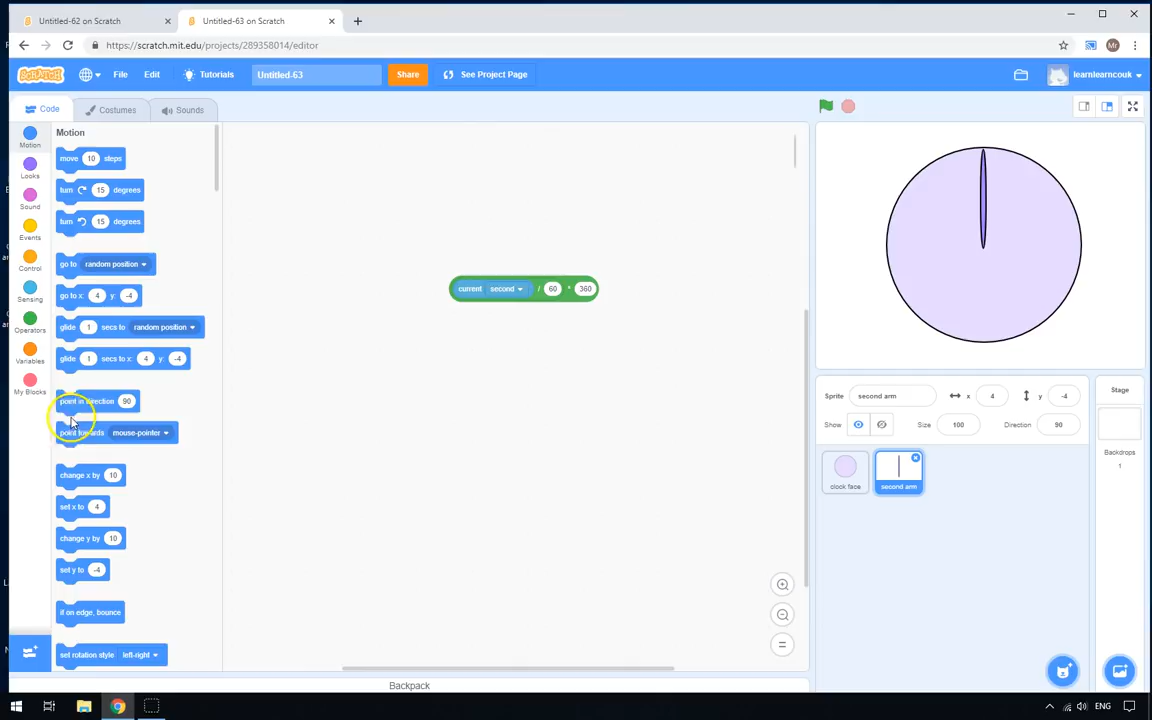 Untitled-62 on Scratch
Untitled-63 on Scratch
https://scratch.mit.edu/projects/289358014/editor
Mr
SCRATCH
File
Edit
Tutorials
Untitled-63
Share
See Project Page
learnlearncouk
Code
Costumes
Sounds
Motion
Looks
Sound
Events
Control
Sensing
Operators
Variables
My Blocks
Motion
move 10 steps
turn 15 degrees
turn 15 degrees
go to random position
go to x: 4 y: -4
glide 1 secs to random position
glide 1 secs to x: 4 y: -4
point in direction 90
point towards mouse-pointer
change x by 10
set x to 4
change y by 10
set y to -4
if on edge, bounce
set rotation style left-right
current second / 60 * 360
Backpack
Sprite second arm x 4 y -4
Show Size 100 Direction 90
clock face
second arm
Stage
Backdrops
1
ENG